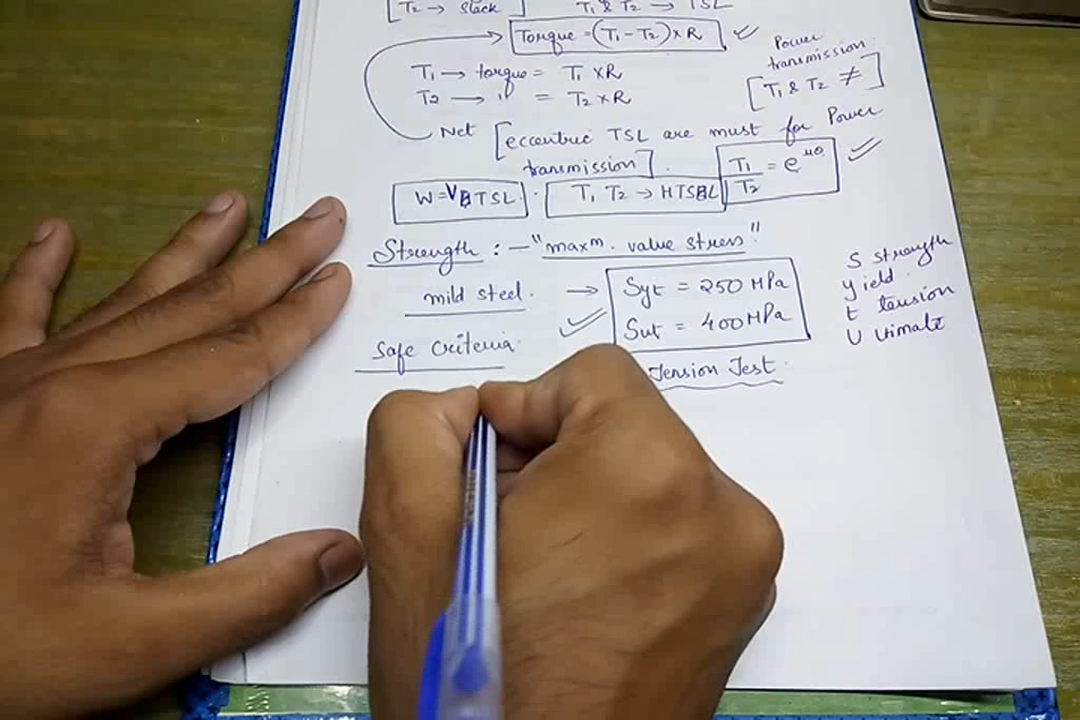 [T₂ → Slack T₁ & T₂ → TSL
Torque = (T₁ - T₂) × R
Power transmission
[T₁ & T₂ ≠]
T₁ → torque = T₁ × R
T₂ → " = T₂ × R
Net [eccentric TSL are must for Power
transmission].
T₁/T₂ = e^μθ
T₁ T₂ → HTSBL
Strength : - "maxm. value stress"
mild steel. → Syt = 250 MPa
Sut = 400 MPa
S strength
y ield
t tension
U Utimate
Safe Criteria
Tension Test